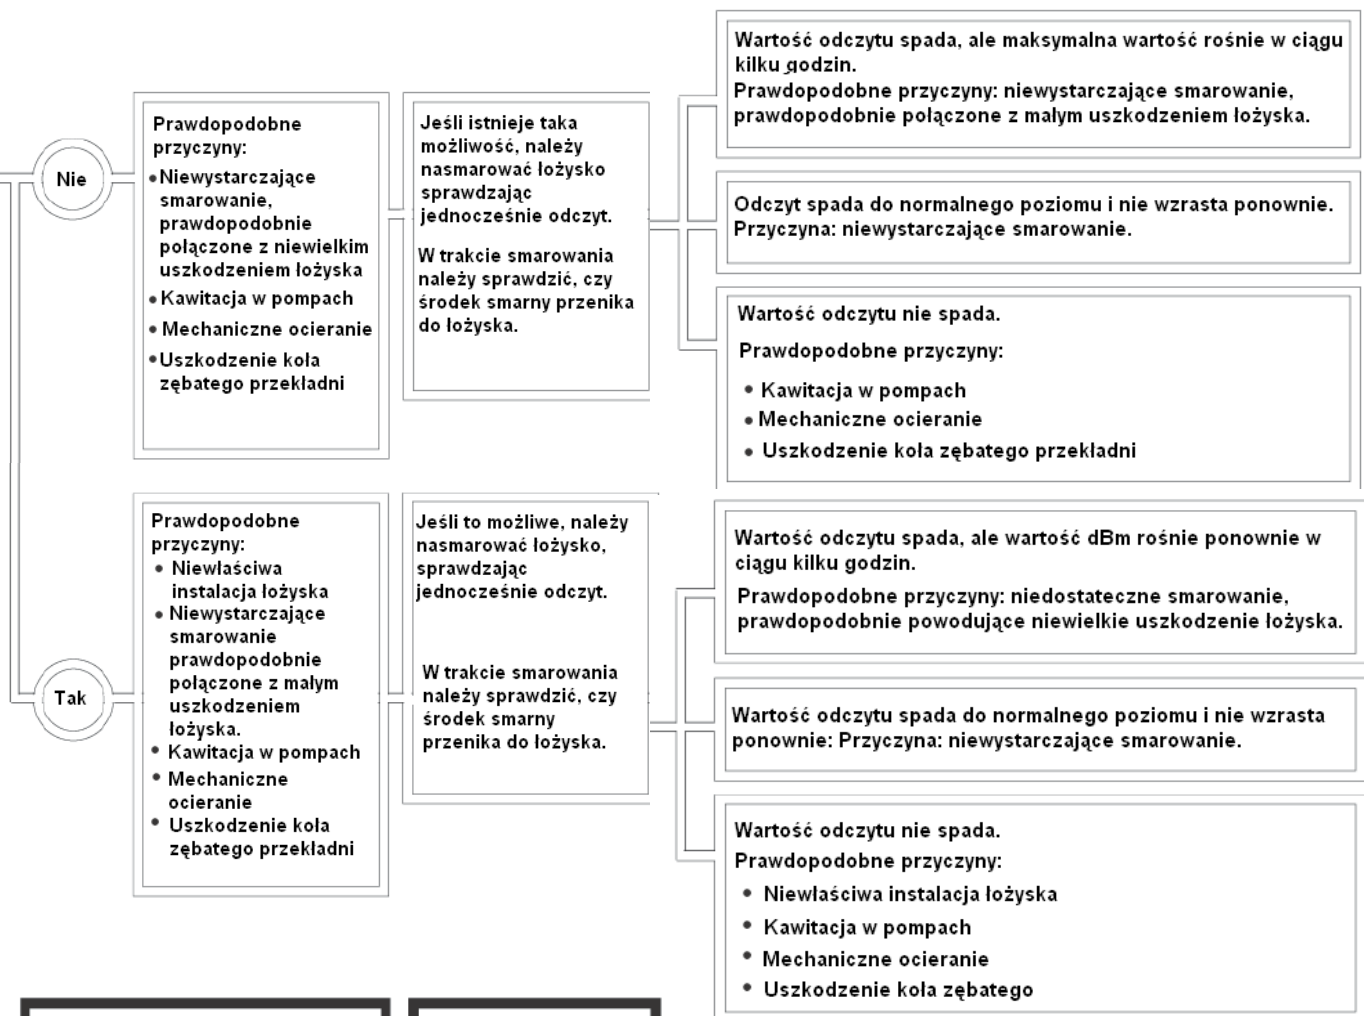 Nie
Prawdopodobne
przyczyny:
• Niewystarczające
smarowanie,
prawdopodobnie
połączone z niewielkim
uszkodzeniem łożyska
• Kawitacja w pompach
• Mechaniczne ocieranie
• Uszkodzenie koła
zębatego przekładni
Jeśli istnieje taka
możliwość, należy
nasmarować łożysko
sprawdzając
jednocześnie odczyt.
W trakcie smarowania
należy sprawdzić, czy
środek smarny przenika
do łożyska.
Wartość odczytu spada, ale maksymalna wartość rośnie w ciągu
kilku godzin.
Prawdopodobne przyczyny: niewystarczające smarowanie,
prawdopodobnie połączone z małym uszkodzeniem łożyska.
Odczyt spada do normalnego poziomu i nie wzrasta ponownie.
Przyczyna: niewystarczające smarowanie.
Wartość odczytu nie spada.
Prawdopodobne przyczyny:
• Kawitacja w pompach
• Mechaniczne ocieranie
• Uszkodzenie koła zębatego przekładni
Tak
Prawdopodobne
przyczyny:
• Niewłaściwa
instalacja łożyska
• Niewystarczające
smarowanie
prawdopodobnie
połączone z małym
uszkodzeniem
łożyska.
• Kawitacja w pompach
• Mechaniczne
ocieranie
• Uszkodzenie koła
zębatego przekładni
Jeśli to możliwe, należy
nasmarować łożysko,
sprawdzając
jednocześnie odczyt.
W trakcie smarowania
należy sprawdzić, czy
środek smarny
przenika do łożyska.
Wartość odczytu spada, ale wartość dBm rośnie ponownie w
ciągu kilku godzin.
Prawdopodobne przyczyny: niedostateczne smarowanie,
prawdopodobnie powodujące niewielkie uszkodzenie łożyska.
Wartość odczytu spada do normalnego poziomu i nie wzrasta
ponownie: Przyczyna: niewystarczające smarowanie.
Wartość odczytu nie spada.
Prawdopodobne przyczyny:
• Niewłaściwa instalacja łożyska
• Kawitacja w pompach
• Mechaniczne ocieranie
• Uszkodzenie koła zębatego